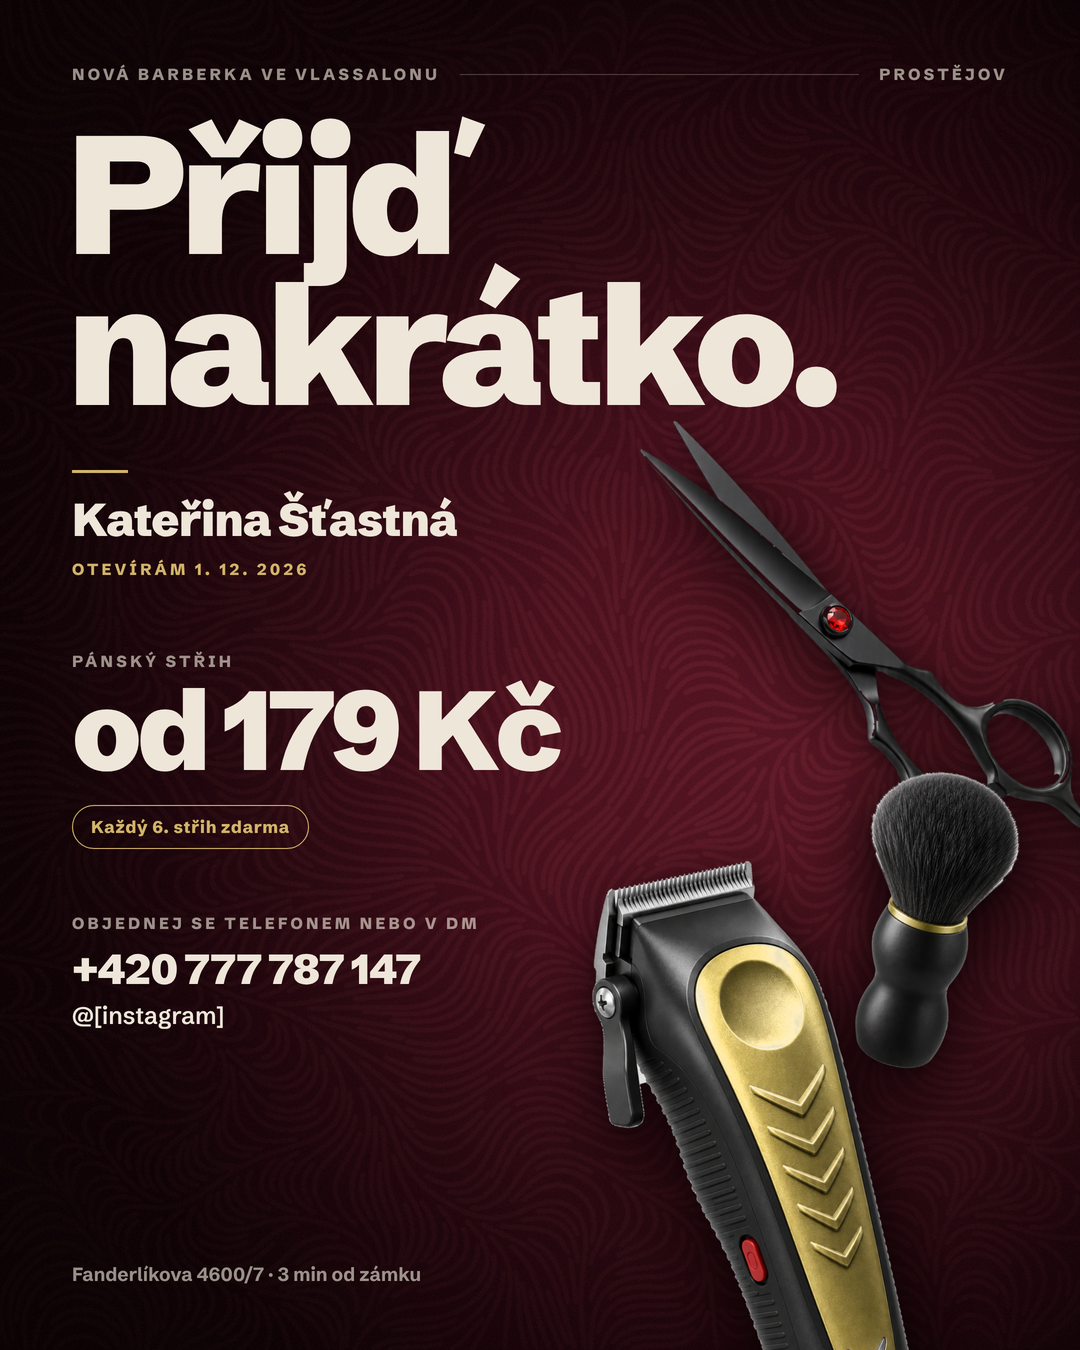 NOVÁ BARBERKA VE VLASSALONU
PROSTĚJOV
Přijď
nakrátko.
Kateřina Šťastná
OTEVÍRÁM 1. 12. 2026
PÁNSKÝ STŘIH
od 179 Kč
Každý 6. střih zdarma
OBJEDNEJ SE TELEFONEM NEBO V DM
+420 777 787 147
@[instagram]
Fanderlíkova 4600/7 · 3 min od zámku